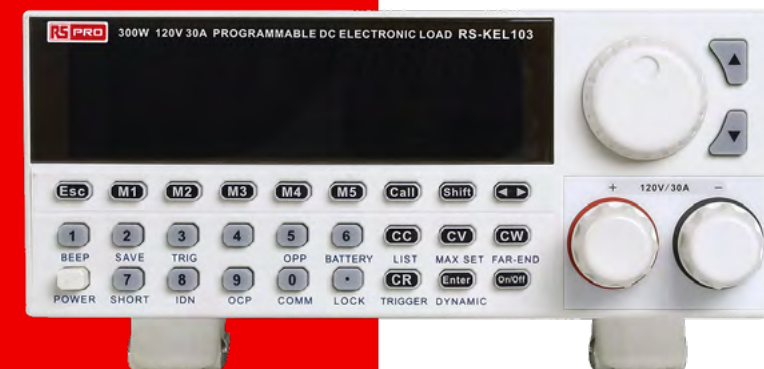 RS PRO 300W 120V 30A PROGRAMMABLE DC ELECTRONIC LOAD RS-KEL103
Esc M1 M2 M3 M4 M5 Call Shift
+ 120V/30A -
1 2 3 4 5 6 CC CV CW
BEEP SAVE TRIG OPP BATTERY LIST MAX SET FAR-END
7 8 9 0 · CR Enter On/Off
POWER SHORT IDN OCP COMM LOCK TRIGGER DYNAMIC